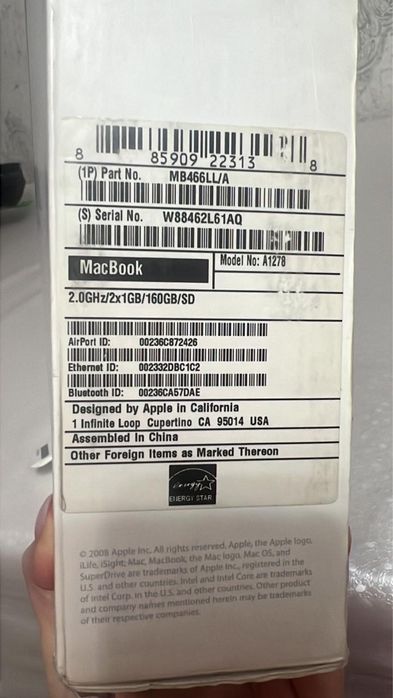 8 85909 22313 8
(1P) Part No. MB466LL/A
(S) Serial No. W88462L61AQ
MacBook
Model No: A1278
2.0GHz/2x1GB/160GB/SD
AirPort ID: 00236C872426
Ethernet ID: 002332DBC1C2
Bluetooth ID: 00236CA57DAE
Designed by Apple in California
1 Infinite Loop Cupertino CA 95014 USA
Assembled In China
Other Foreign Items as Marked Thereon
energy
ENERGY STAR
© 2008 Apple Inc. All rights reserved. Apple, the Apple logo,
iLife, iSight, Mac, MacBook, the Mac logo, Mac OS, and
SuperDrive are trademarks of Apple Inc., registered in the
U.S. and other countries. Intel and Intel Core are trademarks
of Intel Corp. in the U.S. and other countries. Other product
and company names mentioned herein may be trademarks
of their respective companies.